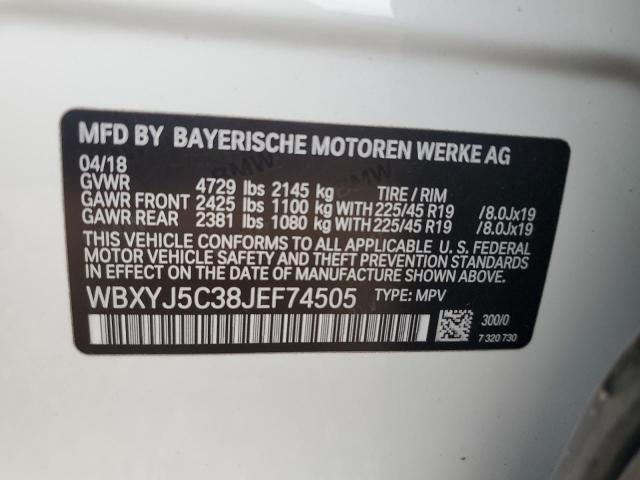 MFD BY BAYERISCHE MOTOREN WERKE AG
04/18
GVWR 4729 lbs 2145 kg TIRE / RIM
GAWR FRONT 2425 lbs 1100 kg WITH 225/45 R19 /8.0Jx19
GAWR REAR 2381 lbs 1080 kg WITH 225/45 R19 /8.0Jx19
THIS VEHICLE CONFORMS TO ALL APPLICABLE U. S. FEDERAL
MOTOR VEHICLE SAFETY AND THEFT PREVENTION STANDARDS
IN EFFECT ON THE DATE OF MANUFACTURE SHOWN ABOVE.
WBXYJ5C38JEF74505 TYPE: MPV
300/0
7 320 730